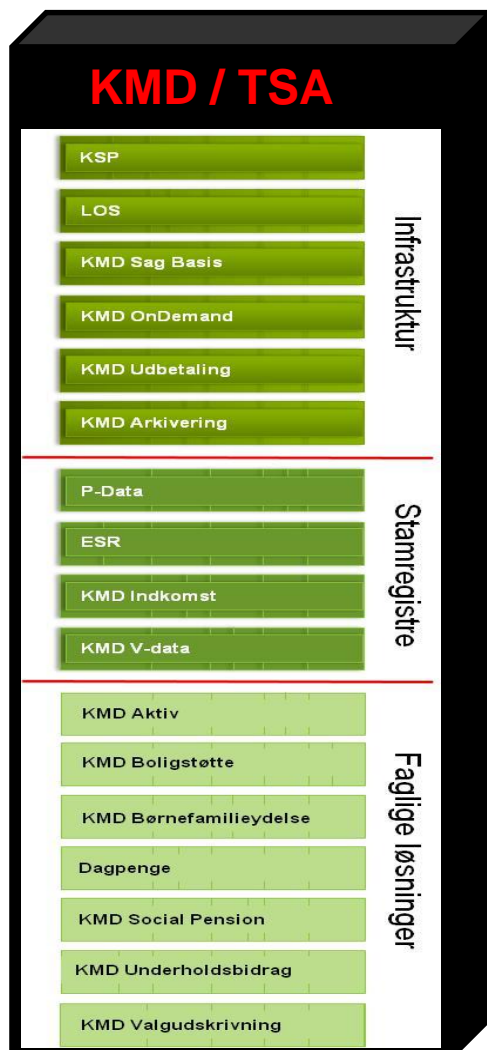 KMD / TSA
KSP
LOS
KMD Sag Basis
KMD OnDemand
KMD Udbetaling
KMD Arkivering
Infrastruktur
P-Data
ESR
KMD Indkomst
KMD V-data
Stamregistre
KMD Aktiv
KMD Boligstøtte
KMD Børnefamilieydelse
Dagpenge
KMD Social Pension
KMD Underholdsbidrag
KMD Valgudskrivning
Faglige løsninger